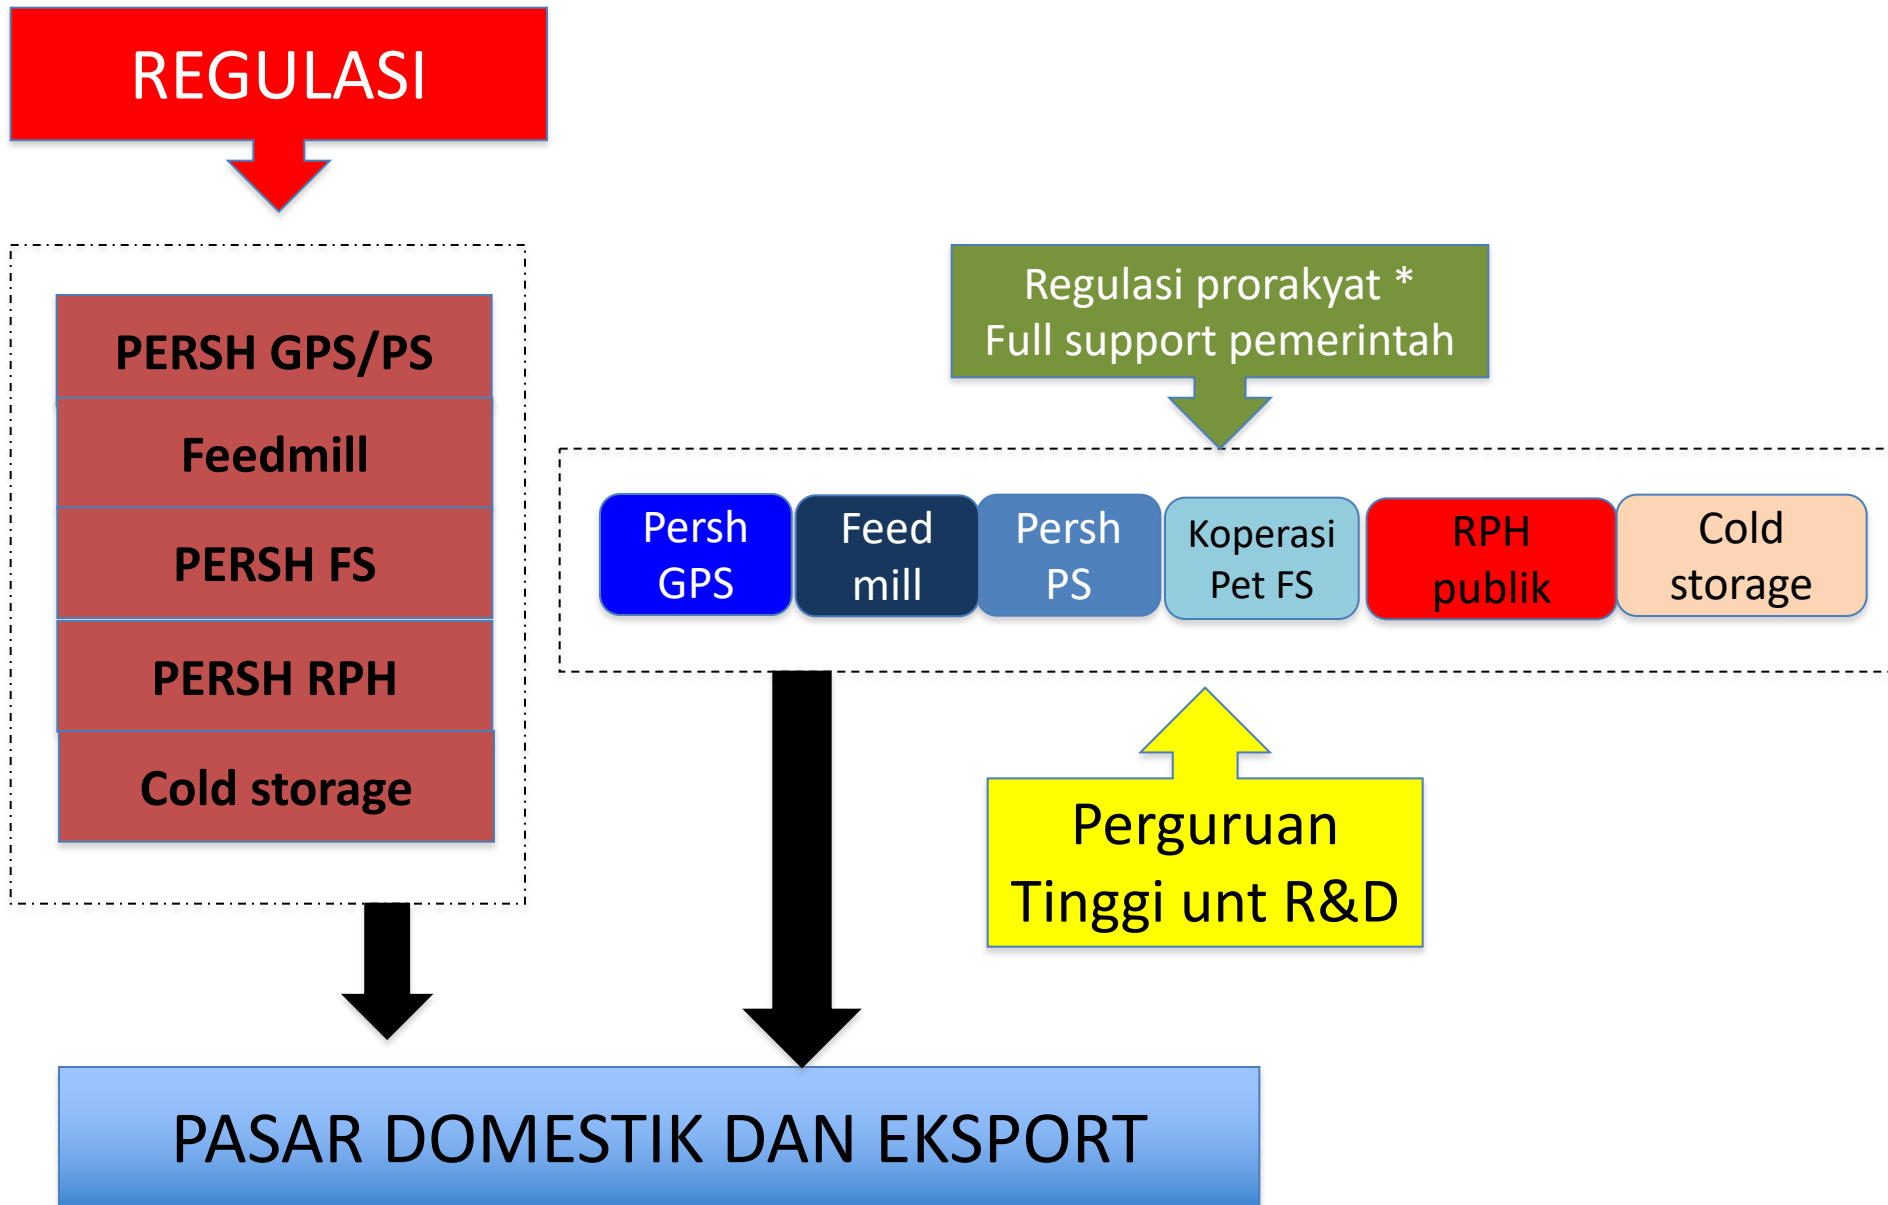 REGULASI
PERSH GPS/PS
Feedmill
PERSH FS
PERSH RPH
Cold storage
Regulasi prorakyat *
Full support pemerintah
Persh
GPS
Feed
mill
Persh
PS
Koperasi
Pet FS
RPH
publik
Cold
storage
Perguruan
Tinggi unt R&D
PASAR DOMESTIK DAN EKSPORT